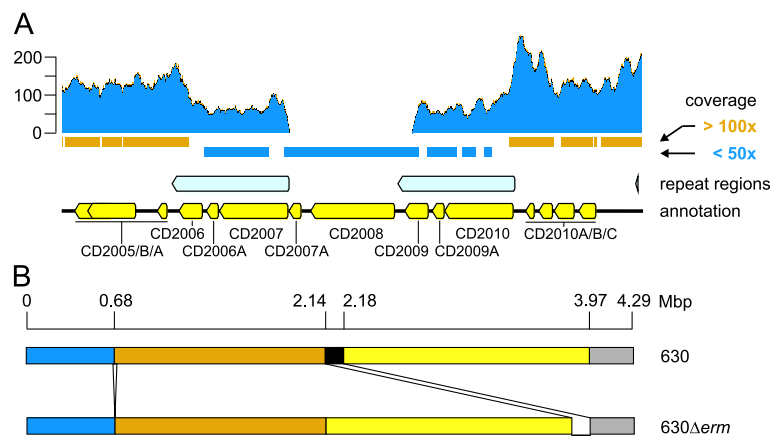 A
200
100
0
coverage
> 100x
< 50x
repeat regions
annotation
CD2006 CD2007 CD2008 CD2009 CD2010 CD2010A/B/C
CD2005/B/A CD2006A CD2007A CD2009A
B
0 0.68 2.14 2.18 3.97 4.29 Mbp
630
630Δerm